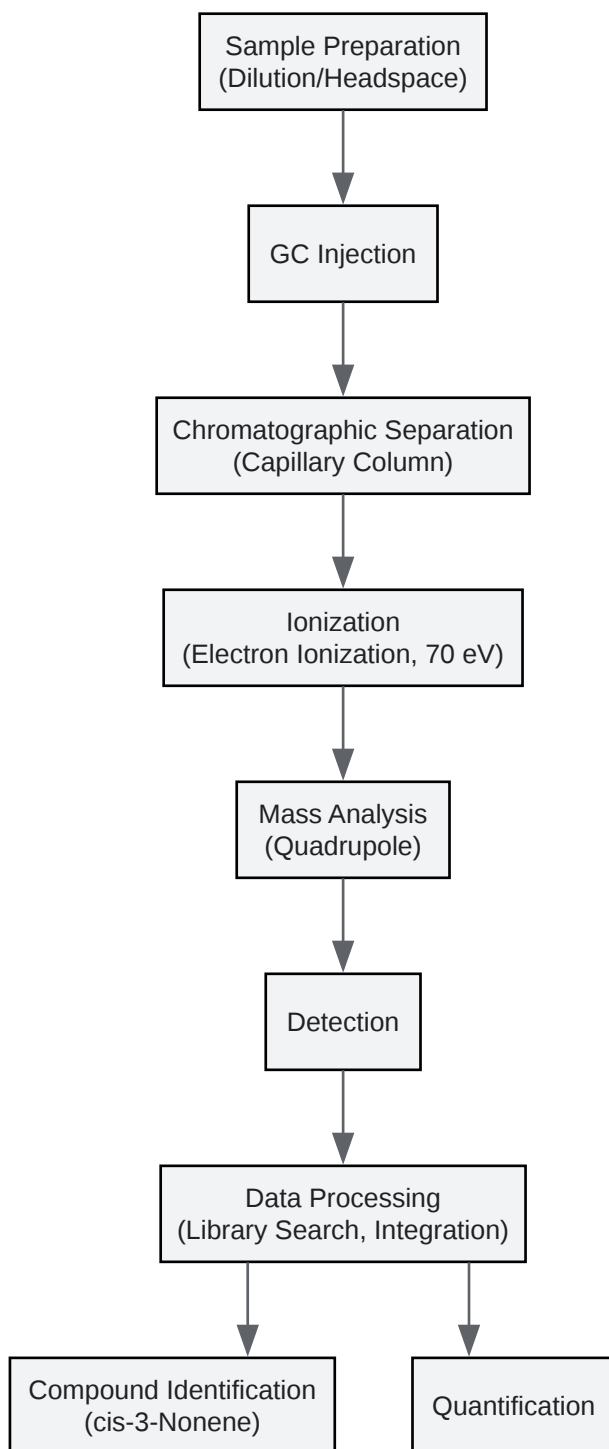 Sample Preparation
(Dilution/Headspace)
GC Injection
Chromatographic Separation
(Capillary Column)
Ionization
(Electron Ionization, 70 eV)
Mass Analysis
(Quadrupole)
Detection
Data Processing
(Library Search, Integration)
Compound Identification
(cis-3-Nonene)
Quantification